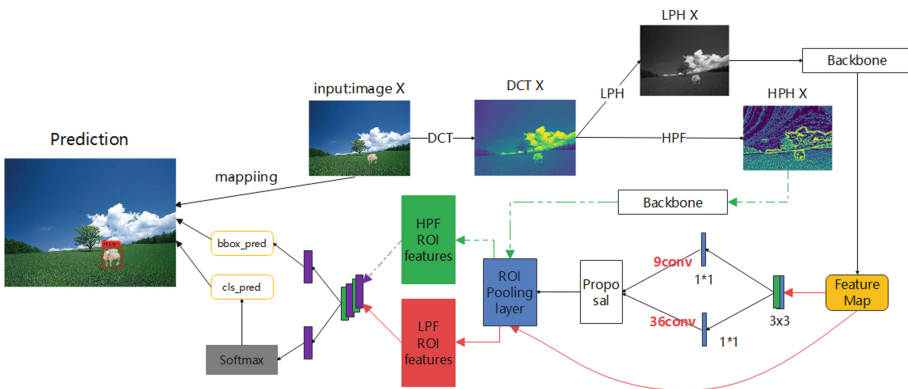 LPH X
Backbone
DCT X
input:image X
LPH
HPH X
Prediction
DCT
HPF
mappiing
Backbone
HPF
ROI
features
bbox_pred
ROI
Pooling
layer
9conv
1*1
Propo
sal
Feature
Map
cls_pred
3x3
LPF
ROI
features
36conv
1*1
Softmax